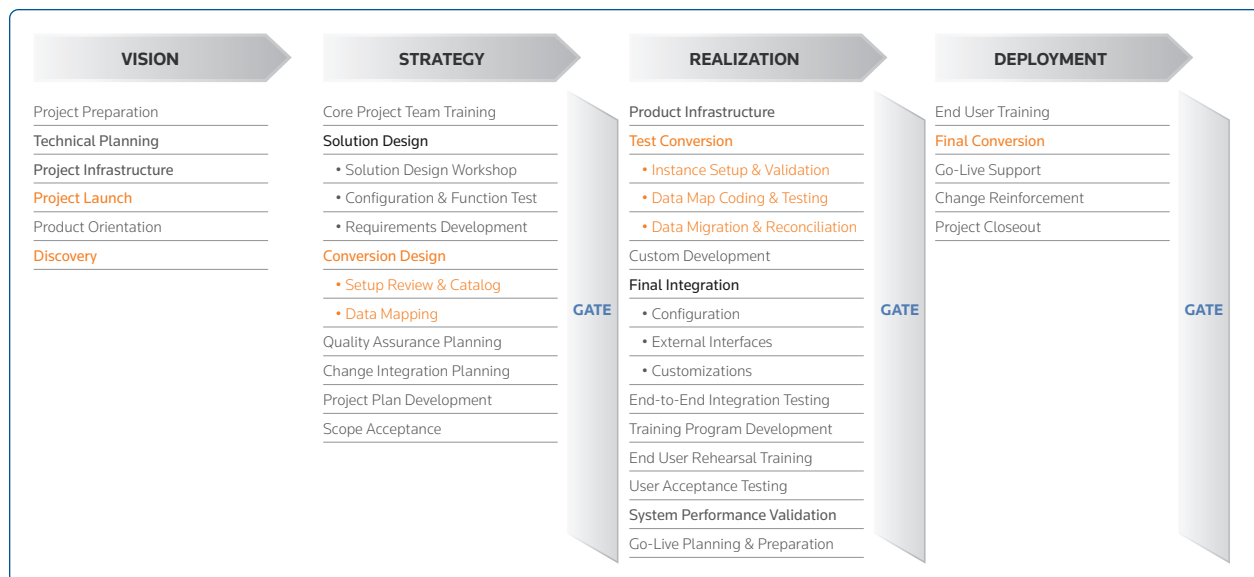 VISION
Project Preparation
Technical Planning
Project Infrastructure
Project Launch
Product Orientation
Discovery
STRATEGY
Core Project Team Training
Solution Design
• Solution Design Workshop
• Configuration & Function Test
• Requirements Development
Conversion Design
• Setup Review & Catalog
• Data Mapping
Quality Assurance Planning
Change Integration Planning
Project Plan Development
Scope Acceptance
GATE
REALIZATION
Product Infrastructure
Test Conversion
• Instance Setup & Validation
• Data Map Coding & Testing
• Data Migration & Reconciliation
Custom Development
Final Integration
• Configuration
• External Interfaces
• Customizations
End-to-End Integration Testing
Training Program Development
End User Rehearsal Training
User Acceptance Testing
System Performance Validation
Go-Live Planning & Preparation
GATE
DEPLOYMENT
End User Training
Final Conversion
Go-Live Support
Change Reinforcement
Project Closeout
GATE